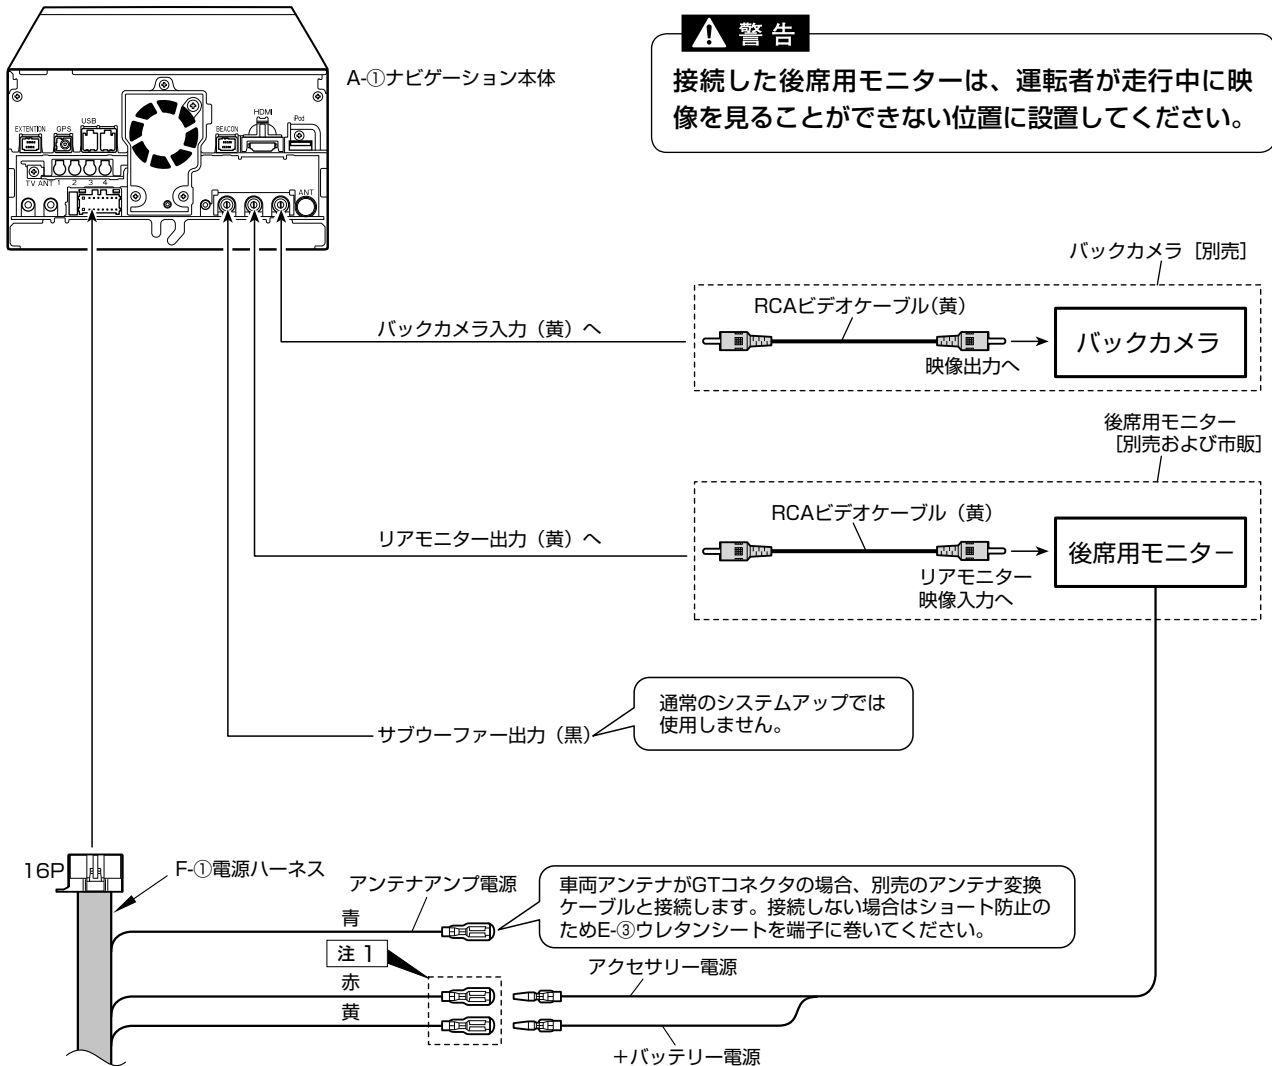 警告
接続した後席用モニターは、運転者が走行中に映
像を見ることができない位置に設置してください。
A-①ナビゲーション本体
EXTENTION
GPS
USB
BEACON
HDMI
iPod
TV ANT
1
2
3
4
ANT
バックカメラ［別売］
RCAビデオケーブル（黄）
バックカメラ入力（黄）へ
バックカメラ
映像出力へ
後席用モニター
［別売および市販］
RCAビデオケーブル（黄）
リアモニター出力（黄）へ
後席用モニター
リアモニター
映像入力へ
通常のシステムアップでは
使用しません。
サブウーファー出力（黒）
16P
F-①電源ハーネス
アンテナアンプ電源
車両アンテナがGTコネクタの場合、別売のアンテナ変換
ケーブルと接続します。接続しない場合はショート防止の
ためE-③ウレタンシートを端子に巻いてください。
青
注 1
アクセサリー電源
赤
黄
＋バッテリー電源